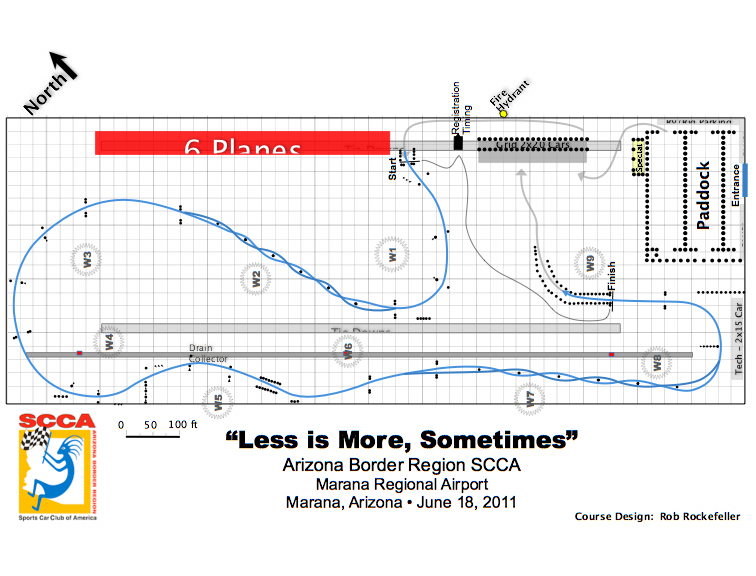 North
Registration
Timing
Fire
Hydrant
6 Planes
Grid 2x20 Cars
Special
Paddock
Entrance
Start
W1
W2
W3
W9
Finish
Tie Downs
W4
Drain
Collector
W6
W8
Tech - 2x15 Car
W5
W7
0 50 100 ft
SCCA
ARIZONA BORDER REGION
Sports Car Club of America
“Less is More, Sometimes”
Arizona Border Region SCCA
Marana Regional Airport
Marana, Arizona • June 18, 2011
Course Design: Rob Rockefeller